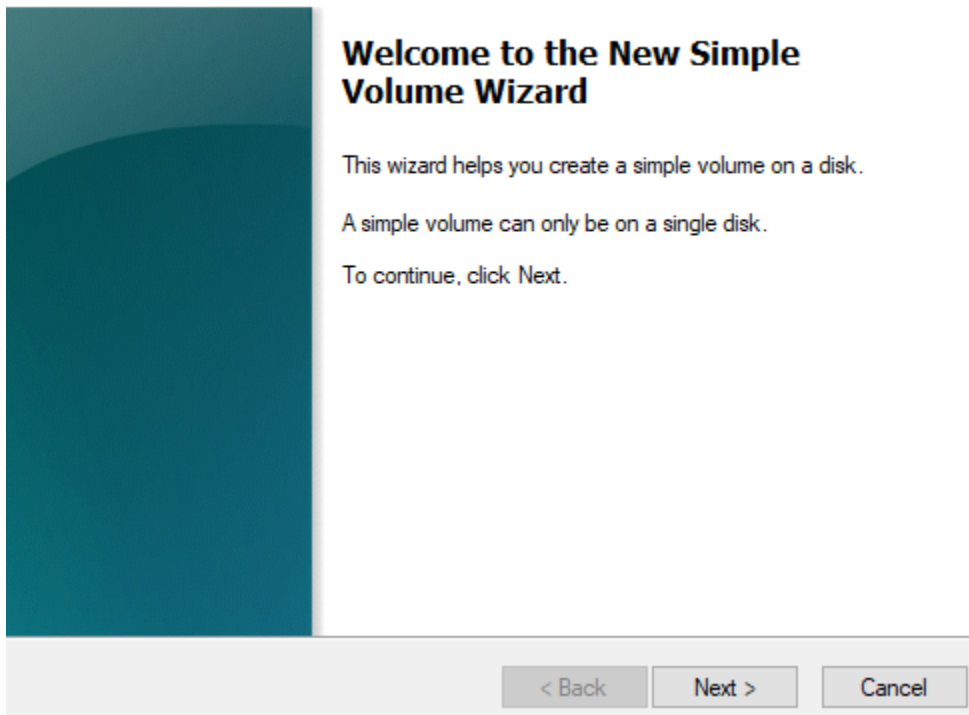 Welcome to the New Simple
Volume Wizard
This wizard helps you create a simple volume on a disk.
A simple volume can only be on a single disk.
To continue, click Next.
< Back
Next >
Cancel